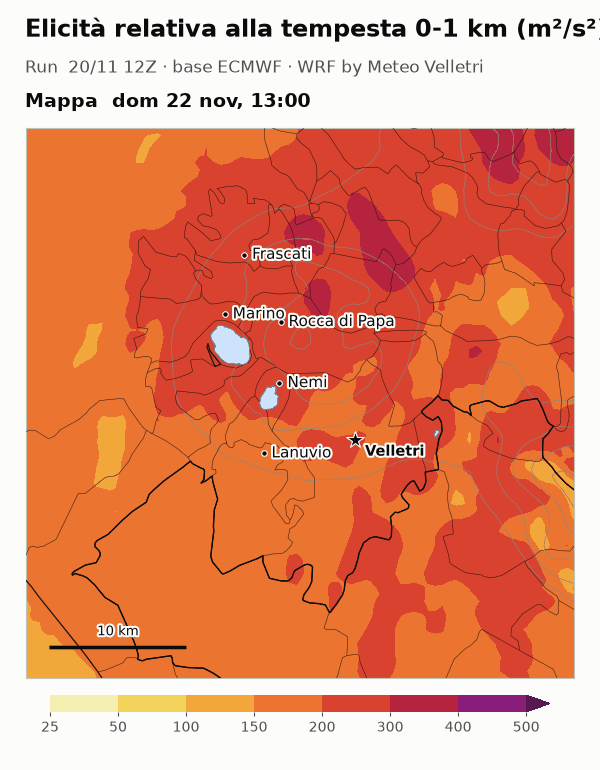 Elicità relativa alla tempesta 0-1 km (m²/s²)
Run 20/11 12Z · base ECMWF · WRF by Meteo Velletri
Mappa dom 22 nov, 13:00
Frascati
Marino
Rocca di Papa
Nemi
Lanuvio
Velletri
10 km
25 50 100 150 200 300 400 500